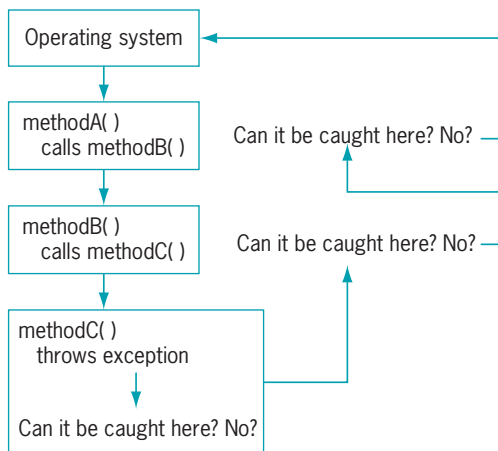 Operating system
methodA( )
calls methodB( )
Can it be caught here? No?
methodB( )
calls methodC( )
Can it be caught here? No?
methodC( )
throws exception
Can it be caught here? No?